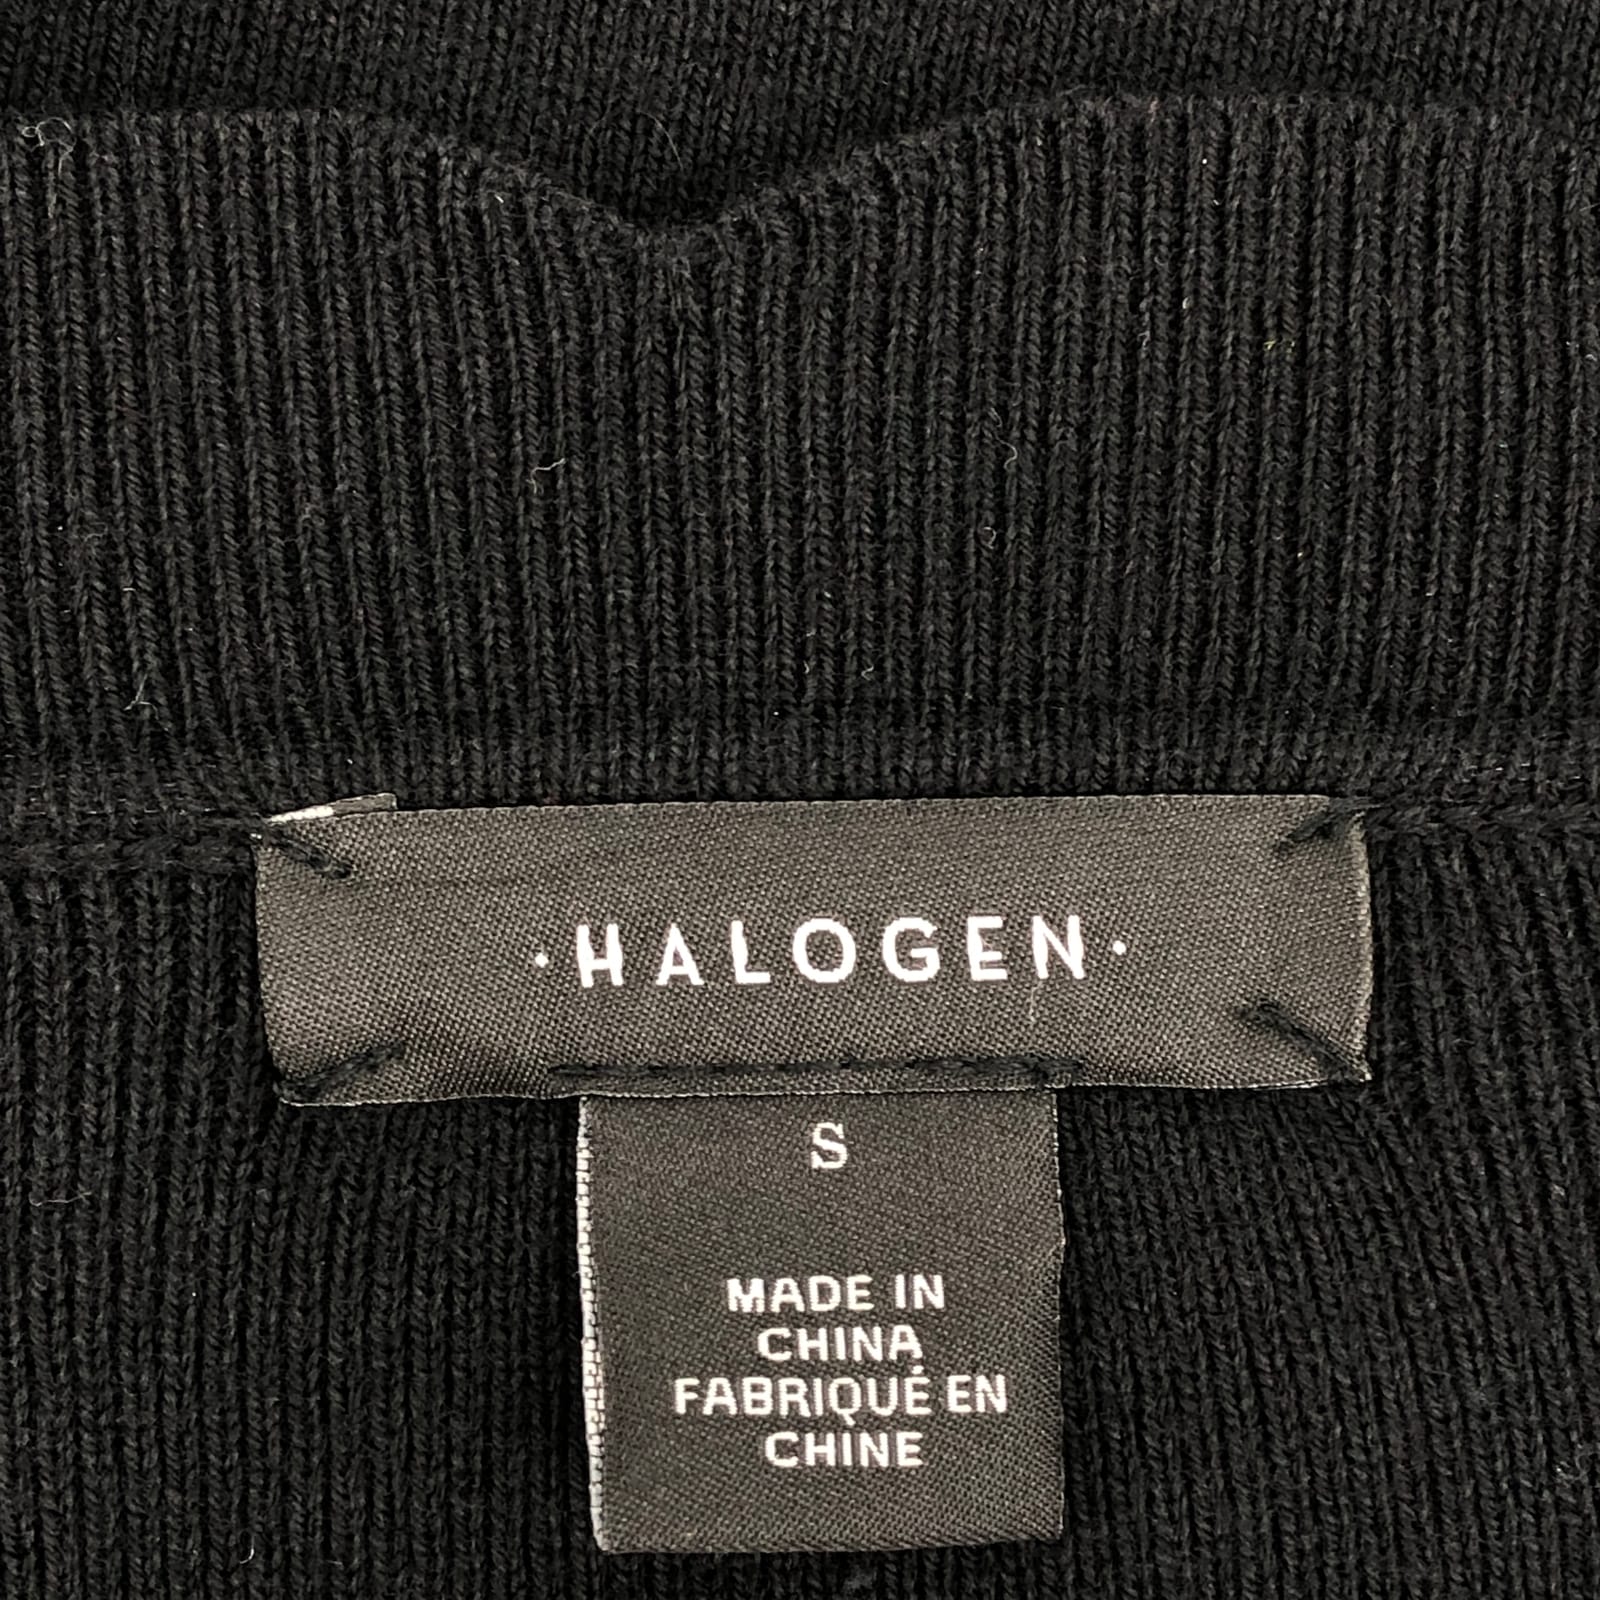 ·HALOGEN·
S
MADE IN
CHINA
FABRIQUÉ EN
CHINE